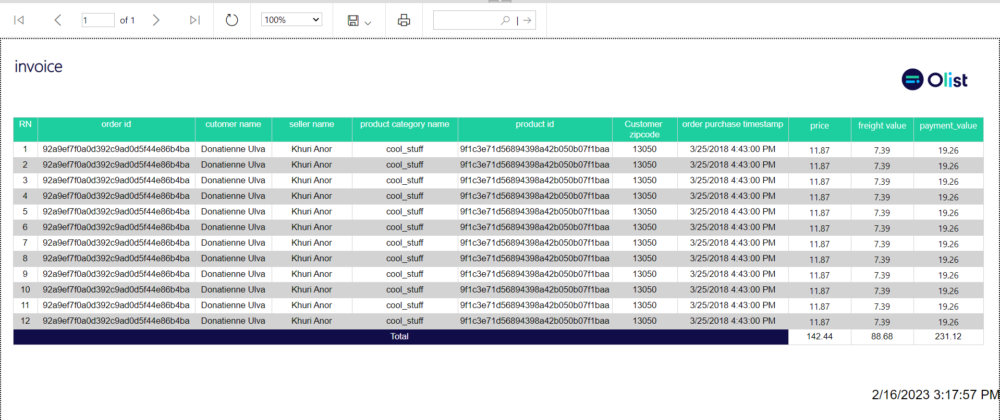 1 of 1 100% |
invoice
Olist
RN order id cutomer name seller name product category name product id Customer zipcode order purchase timestamp price freight value payment_value
1 92a9ef7f0a0d392c9ad0d5f44e86b4ba Donatienne Ulva Khuri Anor cool_stuff 9f1c3e71d56894398a42b050b07f1baa 13050 3/25/2018 4:43:00 PM 11.87 7.39 19.26
2 92a9ef7f0a0d392c9ad0d5f44e86b4ba Donatienne Ulva Khuri Anor cool_stuff 9f1c3e71d56894398a42b050b07f1baa 13050 3/25/2018 4:43:00 PM 11.87 7.39 19.26
3 92a9ef7f0a0d392c9ad0d5f44e86b4ba Donatienne Ulva Khuri Anor cool_stuff 9f1c3e71d56894398a42b050b07f1baa 13050 3/25/2018 4:43:00 PM 11.87 7.39 19.26
4 92a9ef7f0a0d392c9ad0d5f44e86b4ba Donatienne Ulva Khuri Anor cool_stuff 9f1c3e71d56894398a42b050b07f1baa 13050 3/25/2018 4:43:00 PM 11.87 7.39 19.26
5 92a9ef7f0a0d392c9ad0d5f44e86b4ba Donatienne Ulva Khuri Anor cool_stuff 9f1c3e71d56894398a42b050b07f1baa 13050 3/25/2018 4:43:00 PM 11.87 7.39 19.26
6 92a9ef7f0a0d392c9ad0d5f44e86b4ba Donatienne Ulva Khuri Anor cool_stuff 9f1c3e71d56894398a42b050b07f1baa 13050 3/25/2018 4:43:00 PM 11.87 7.39 19.26
7 92a9ef7f0a0d392c9ad0d5f44e86b4ba Donatienne Ulva Khuri Anor cool_stuff 9f1c3e71d56894398a42b050b07f1baa 13050 3/25/2018 4:43:00 PM 11.87 7.39 19.26
8 92a9ef7f0a0d392c9ad0d5f44e86b4ba Donatienne Ulva Khuri Anor cool_stuff 9f1c3e71d56894398a42b050b07f1baa 13050 3/25/2018 4:43:00 PM 11.87 7.39 19.26
9 92a9ef7f0a0d392c9ad0d5f44e86b4ba Donatienne Ulva Khuri Anor cool_stuff 9f1c3e71d56894398a42b050b07f1baa 13050 3/25/2018 4:43:00 PM 11.87 7.39 19.26
10 92a9ef7f0a0d392c9ad0d5f44e86b4ba Donatienne Ulva Khuri Anor cool_stuff 9f1c3e71d56894398a42b050b07f1baa 13050 3/25/2018 4:43:00 PM 11.87 7.39 19.26
11 92a9ef7f0a0d392c9ad0d5f44e86b4ba Donatienne Ulva Khuri Anor cool_stuff 9f1c3e71d56894398a42b050b07f1baa 13050 3/25/2018 4:43:00 PM 11.87 7.39 19.26
12 92a9ef7f0a0d392c9ad0d5f44e86b4ba Donatienne Ulva Khuri Anor cool_stuff 9f1c3e71d56894398a42b050b07f1baa 13050 3/25/2018 4:43:00 PM 11.87 7.39 19.26
Total 142.44 88.68 231.12
2/16/2023 3:17:57 PM